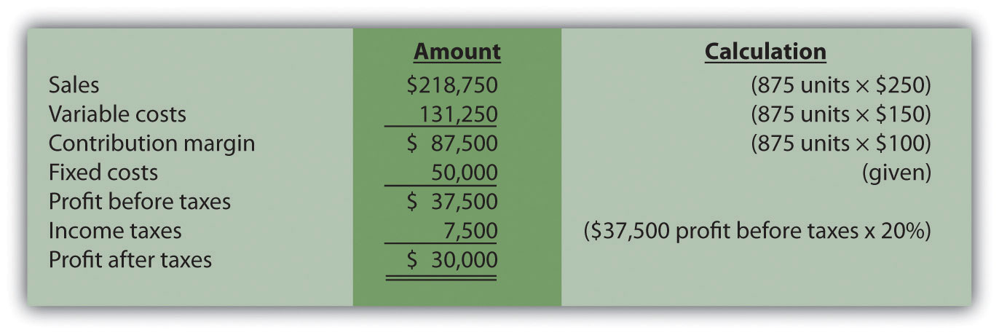 Amount Calculation
Sales $218,750 (875 units × $250)
Variable costs 131,250 (875 units × $150)
Contribution margin $ 87,500 (875 units × $100)
Fixed costs 50,000 (given)
Profit before taxes $ 37,500
Income taxes 7,500 ($37,500 profit before taxes x 20%)
Profit after taxes $ 30,000